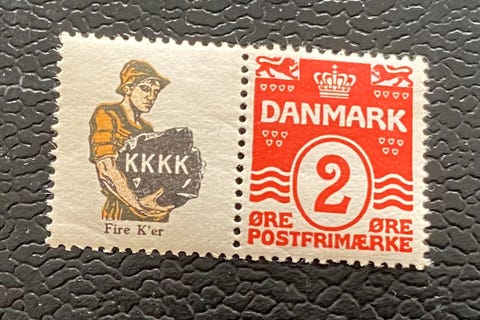 KKKK
Fire K'er
DANMARK
2
ØRE ØRE
POSTFRIMÆRKE